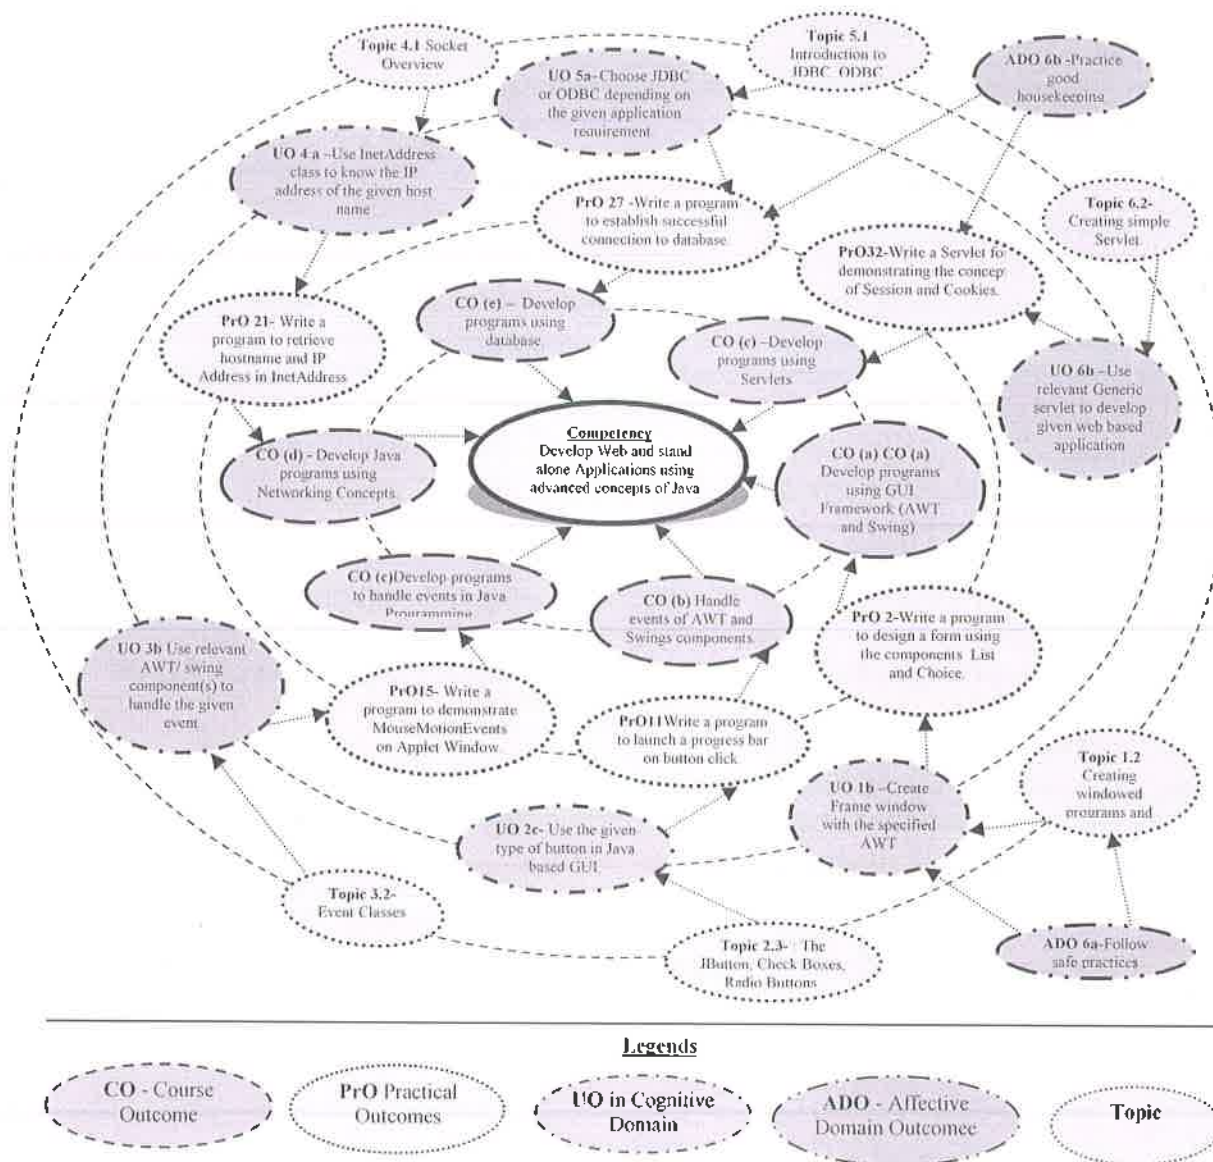 Topic 4.1 Socket
Overview
Topic 5.1
Introduction to
JDBC, ODBC
UO 5a–Choose JDBC
or ODBC depending on
the given application
requirement
ADO 6b -Practice
good
housekeeping
UO 4 a –Use InetAddress
class to know the IP
address of the given host
name
PrO 27 -Write a program
to establish successful
connection to database.
Topic 6.2-
Creating simple
Servlet
PrO32-Write a Servlet for
demonstrating the concept
of Session and Cookies.
PrO 21- Write a
program to retrieve
hostname and IP
Address in InetAddress
CO (e) – Develop
programs using
database
CO (c) –Develop
programs using
Servlets
UO 6b –Use
relevant Generic
servlet to develop
given web based
application
Competency
Develop Web and stand
alone Applications using
advanced concepts of Java
CO (a) CO (a)
Develop programs
using GUI
Framework (AWT
and Swing)
CO (d) - Develop Java
programs using
Networking Concepts
CO (c)Develop programs
to handle events in Java
Programming
CO (b) Handle
events of AWT and
Swings components
PrO 2-Write a program
to design a form using
the components List
and Choice.
UO 3b Use relevant
AWT/ swing
component(s) to
handle the given
event
PrO15- Write a
program to demonstrate
MouseMotionEvents
on Applet Window
PrO11Write a program
to launch a progress bar
on button click
Topic 1.2
Creating
windowed
programs and
UO 1b –Create
Frame window
with the specified
AWT
UO 2c- Use the given
type of button in Java
based GUI
Topic 3.2-
Event Classes
Topic 2.3- The
JButton, Check Boxes,
Radio Buttons
ADO 6a-Follow
safe practices
Legends
CO - Course
Outcome
PrO Practical
Outcomes
UO in Cognitive
Domain
ADO - Affective
Domain Outcomee
Topic